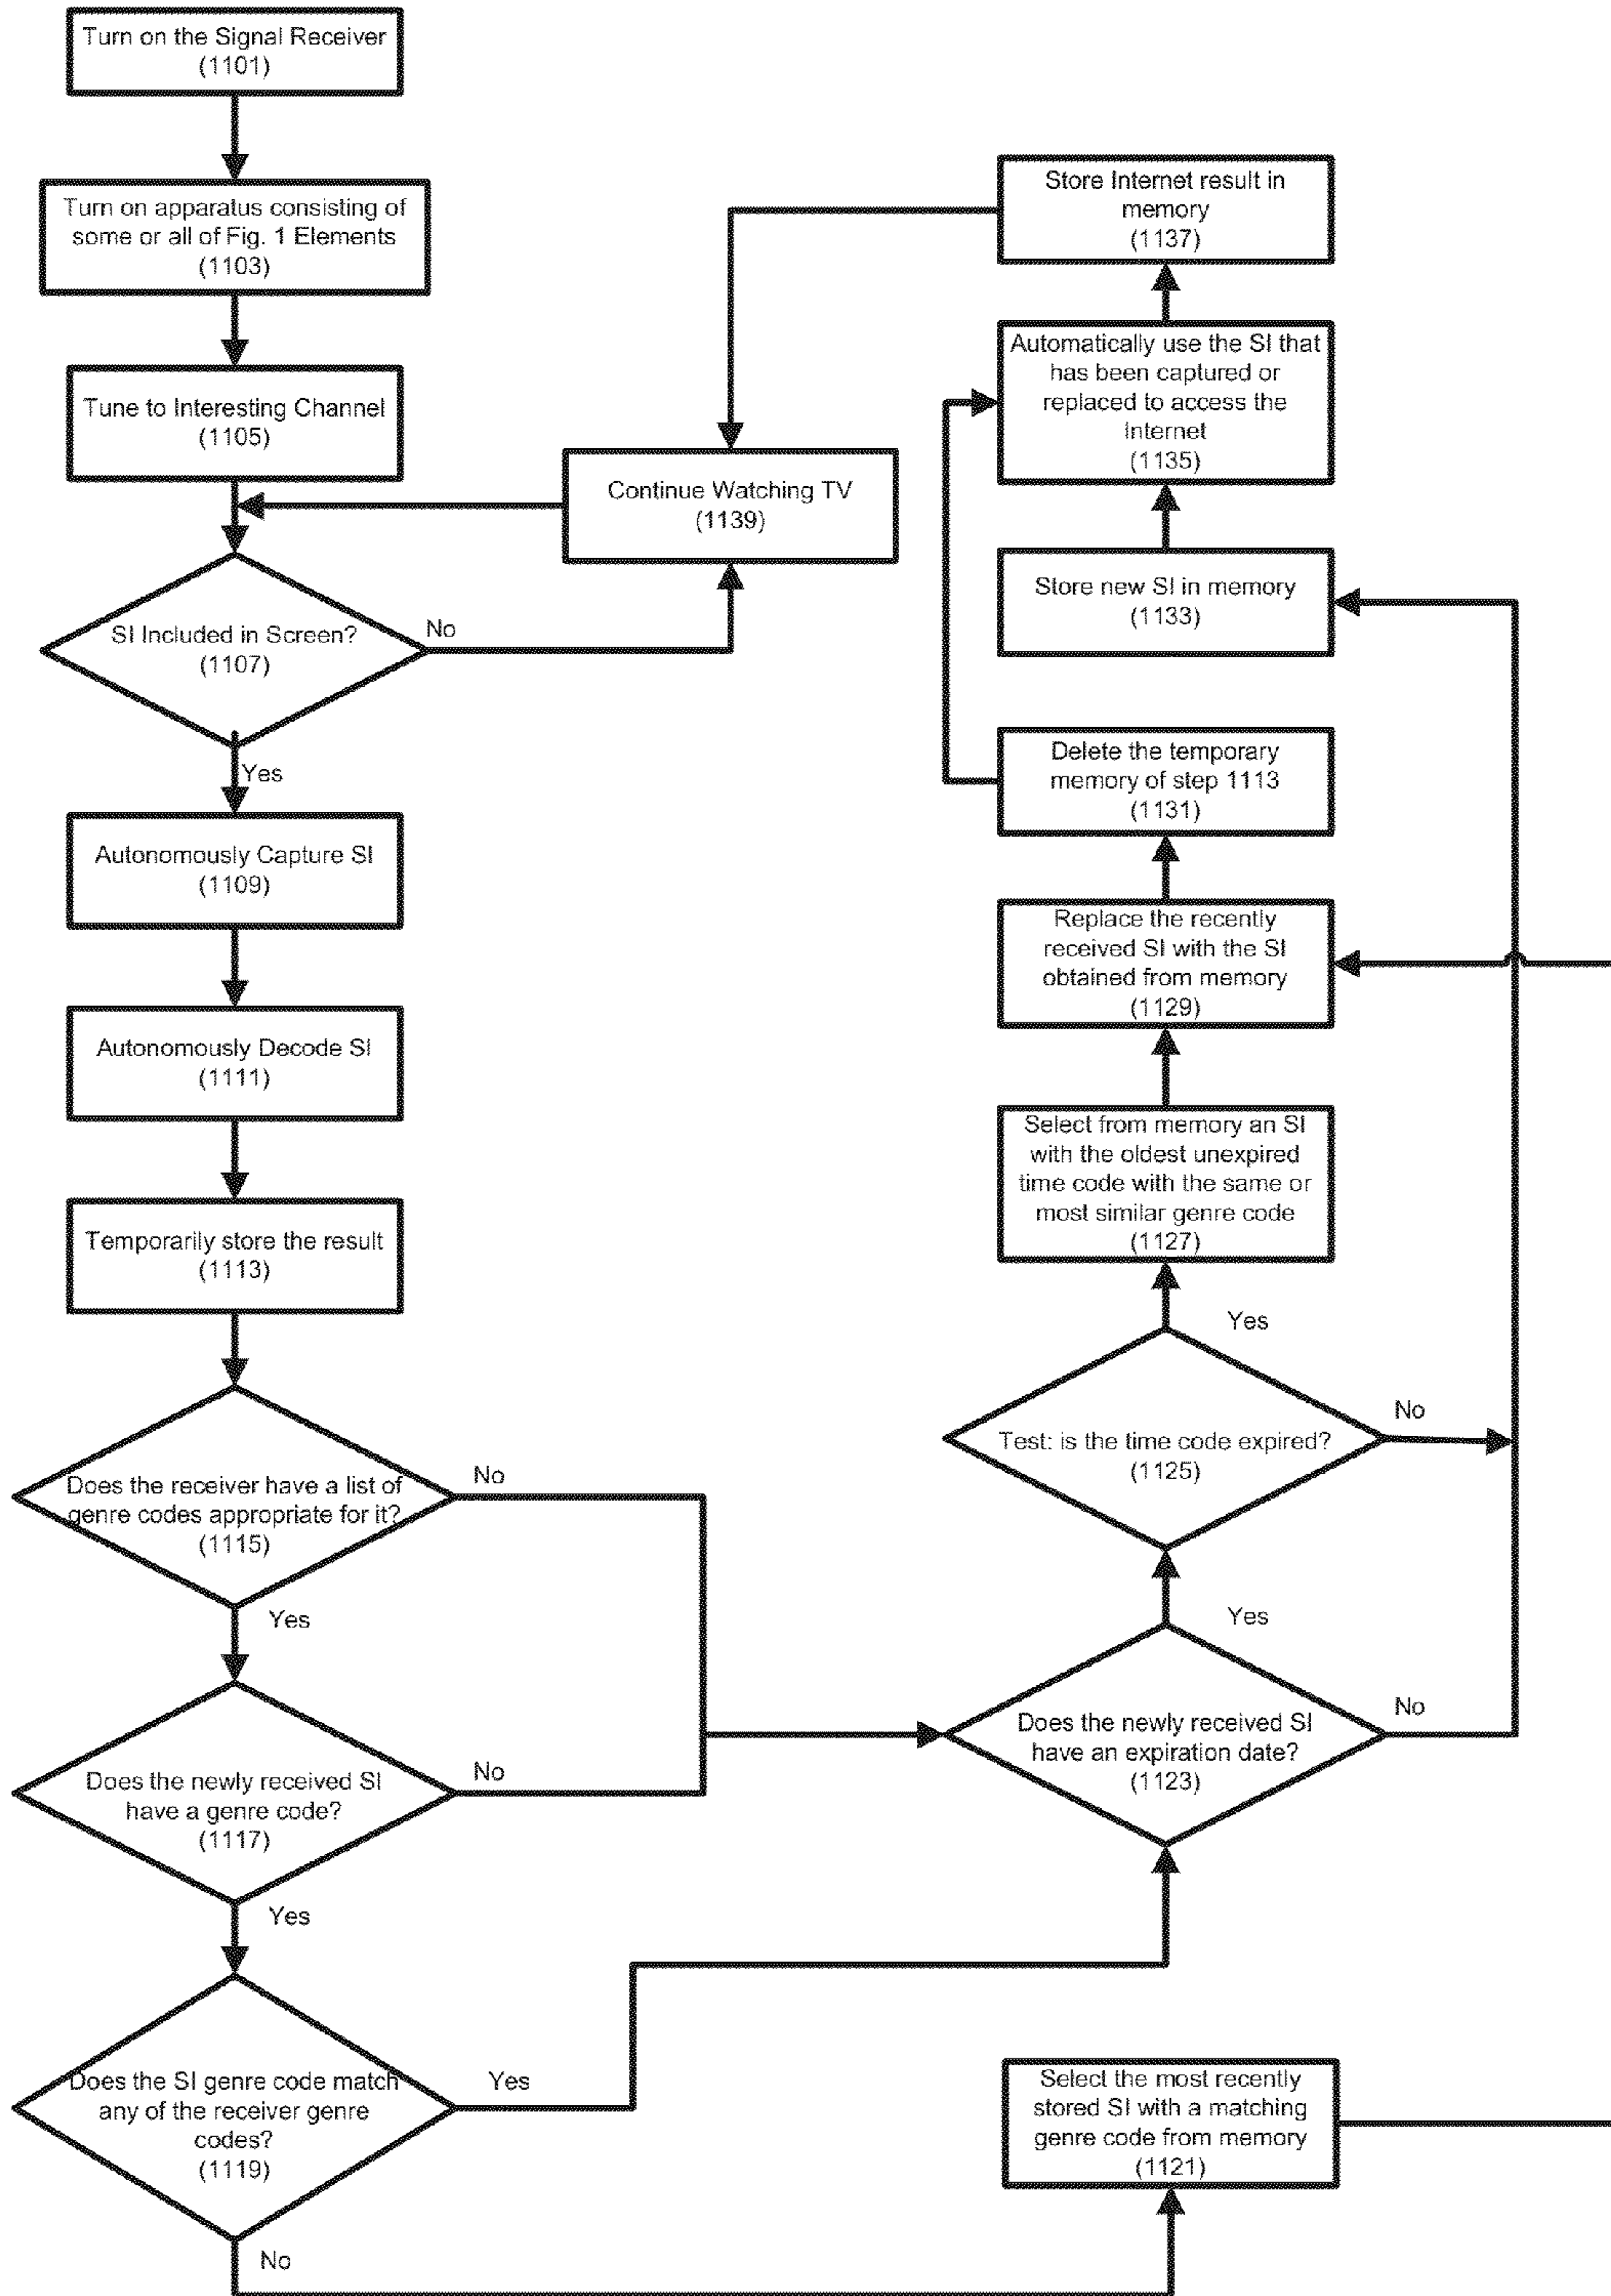 Turn on the Signal Receiver
(1101)
Turn on apparatus consisting of
some or all of Fig. 1 Elements
(1103)
Tune to Interesting Channel
(1105)
SI Included in Screen?
(1107)
No
Yes
Autonomously Capture SI
(1109)
Autonomously Decode SI
(1111)
Temporarily store the result
(1113)
Does the receiver have a list of
genre codes appropriate for it?
(1115)
No
Yes
Does the newly received SI
have a genre code?
(1117)
No
Yes
Does the SI genre code match
any of the receiver genre
codes?
(1119)
Yes
No
Select the most recently
stored SI with a matching
genre code from memory
(1121)
Does the newly received SI
have an expiration date?
(1123)
No
Yes
Test: is the time code expired?
(1125)
No
Yes
Select from memory an SI
with the oldest unexpired
time code with the same or
most similar genre code
(1127)
Replace the recently
received SI with the SI
obtained from memory
(1129)
Delete the temporary
memory of step 1113
(1131)
Store new SI in memory
(1133)
Automatically use the SI that
has been captured or
replaced to access the
Internet
(1135)
Store Internet result in
memory
(1137)
Continue Watching TV
(1139)